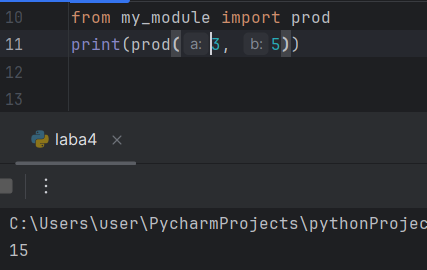 10 from my_module import prod
11 print(prod( a: 3, b: 5))
12
13
laba4 ×
C:\Users\user\PycharmProjects\pythonProjec
15